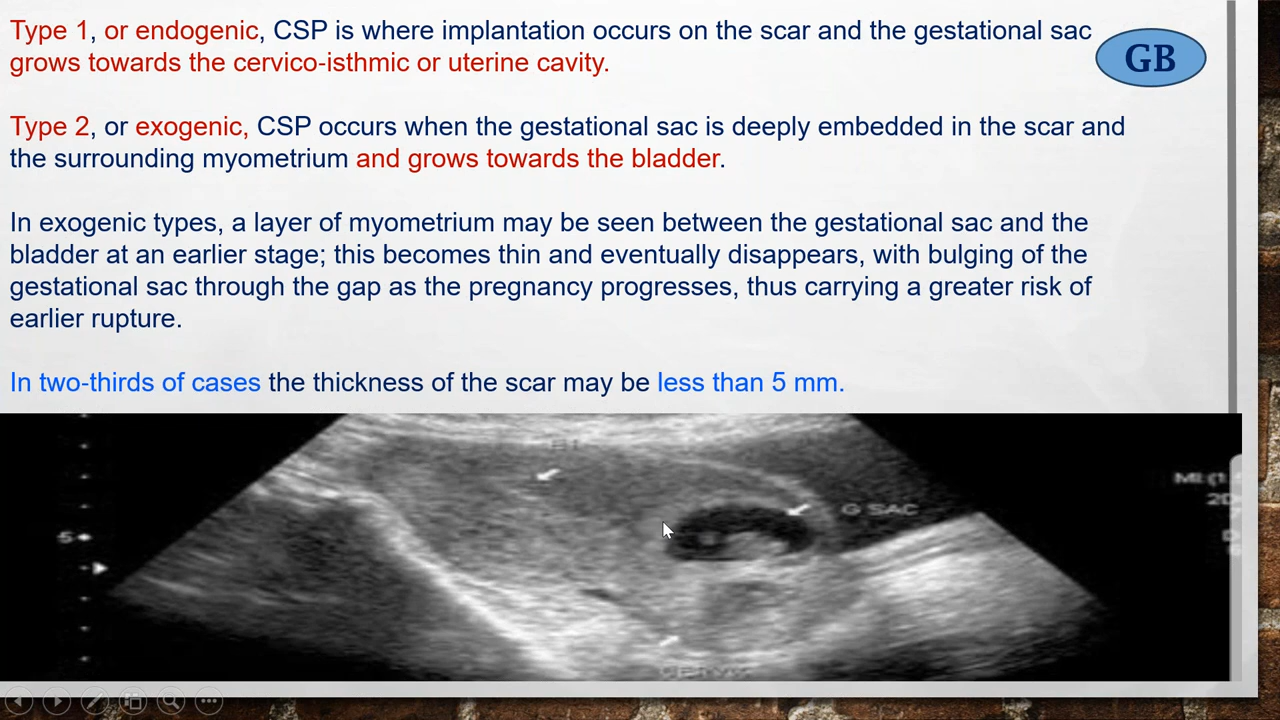 Type 1, or endogenic, CSP is where implantation occurs on the scar and the gestational sac
grows towards the cervico-isthmic or uterine cavity.
GB
Type 2, or exogenic, CSP occurs when the gestational sac is deeply embedded in the scar and
the surrounding myometrium and grows towards the bladder.
In exogenic types, a layer of myometrium may be seen between the gestational sac and the
bladder at an earlier stage; this becomes thin and eventually disappears, with bulging of the
gestational sac through the gap as the pregnancy progresses, thus carrying a greater risk of
earlier rupture.
In two-thirds of cases the thickness of the scar may be less than 5 mm.
G SAC
5